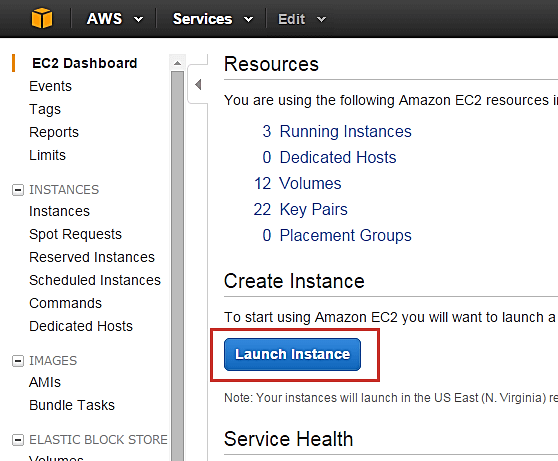 AWS Services Edit
EC2 Dashboard
Events
Tags
Reports
Limits
INSTANCES
Instances
Spot Requests
Reserved Instances
Scheduled Instances
Commands
Dedicated Hosts
IMAGES
AMIs
Bundle Tasks
ELASTIC BLOCK STORE
Volumes
Resources
You are using the following Amazon EC2 resources i
3 Running Instances
0 Dedicated Hosts
12 Volumes
22 Key Pairs
0 Placement Groups
Create Instance
To start using Amazon EC2 you will want to launch a
Launch Instance
Note: Your instances will launch in the US East (N. Virginia) re
Service Health